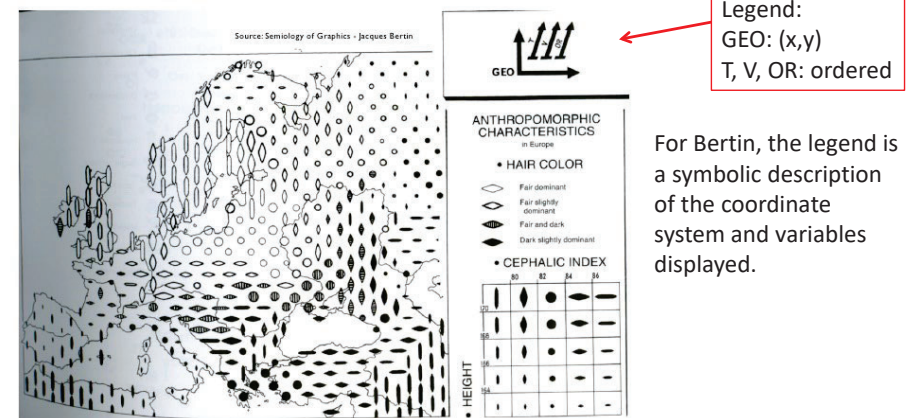 Source: Semiology of Graphics - Jacques Bertin
GEO
Legend:
GEO: (x,y)
T, V, OR: ordered
ANTHROPOMORPHIC
CHARACTERISTICS
in Europe
• HAIR COLOR
Fair dominant
Fair slightly
dominant
Fair and dark
Dark slightly dominant
• CEPHALIC INDEX
80 82 84 86
170
168
166
164
• HEIGHT
For Bertin, the legend is
a symbolic description
of the coordinate
system and variables
displayed.